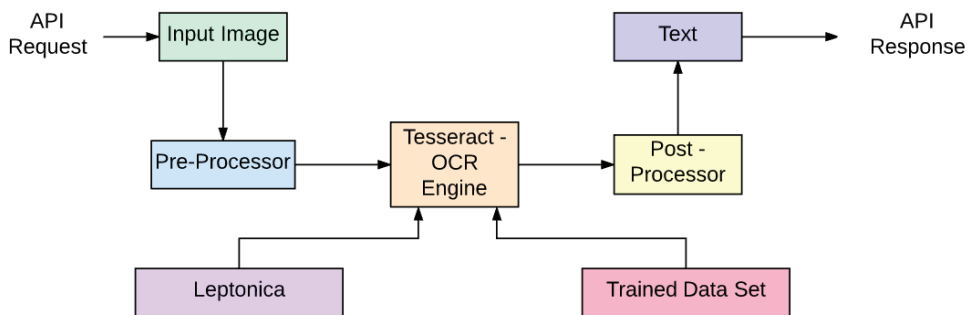 API
Request
Input Image
Text
API
Response
Pre-Processor
Tesseract -
OCR
Engine
Post -
Processor
Leptonica
Trained Data Set